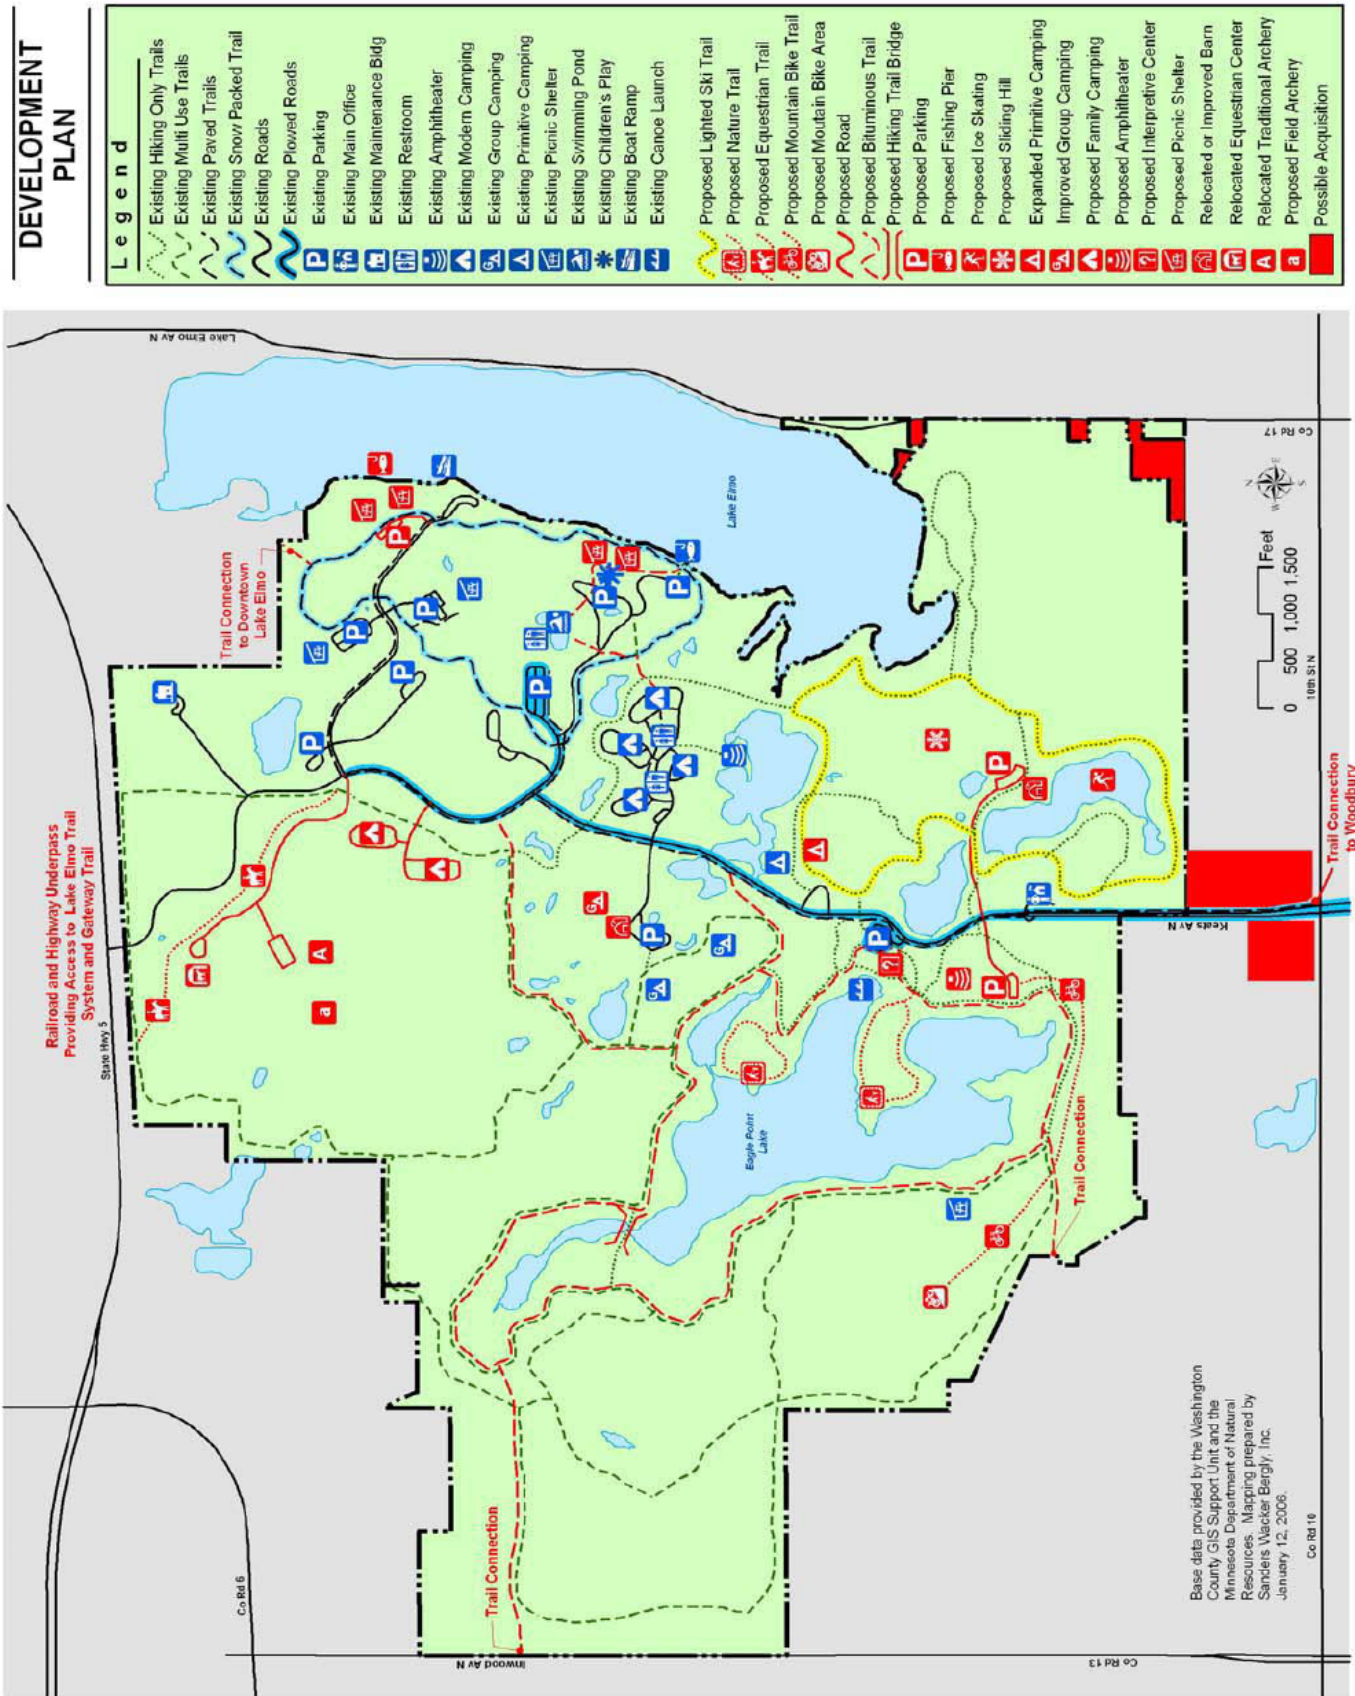 DEVELOPMENT
PLAN
Legend
Existing Hiking Only Trails
Existing Multi Use Trails
Existing Paved Trails
Existing Snow Packed Trail
Existing Roads
Existing Plowed Roads
P Existing Parking
Existing Main Office
Existing Maintenance Bldg
Existing Restroom
Existing Amphitheater
Existing Modern Camping
G Existing Group Camping
Existing Primitive Camping
Existing Picnic Shelter
Existing Swimming Pond
Existing Children's Play
Existing Boat Ramp
Existing Canoe Launch
Proposed Lighted Ski Trail
Proposed Nature Trail
Proposed Equestrian Trail
Proposed Mountain Bike Trail
Proposed Moutain Bike Area
Proposed Road
Proposed Bituminous Trail
Proposed Hiking Trail Bridge
P Proposed Parking
Proposed Fishing Pier
Proposed Ice Skating
Proposed Sliding Hill
Expanded Primitive Camping
G Improved Group Camping
Proposed Family Camping
Proposed Amphitheater
? Proposed Interpretive Center
Proposed Picnic Shelter
Relocated or Improved Barn
Relocated Equestrian Center
A Relocated Traditional Archery
a Proposed Field Archery
Possible Acquisition
Railroad and Highway Underpass
Providing Access to Lake Elmo Trail
System and Gateway Trail
State Hwy 5
Trail Connection
to Downtown
Lake Elmo
Lake Elmo Av N
Lake Elmo
Eagle Point
Lake
Trail Connection
Trail Connection
Trail Connection
to Woodbury
Co Rd 6
Inwood Av N
Co Rd 13
Co Rd 10
Keats Av N
10th St N
Co Rd 17
N
E
S
W
Feet
0 500 1,000 1,500
P
P
P
P
P
P
P
P
P
P
P
P
P
G
G
G
A
a
?
Base data provided by the Washington
County GIS Support Unit and the
Minnesota Department of Natural
Resources. Mapping prepared by
Sanders Wacker Bergly, Inc.
January 12, 2006.